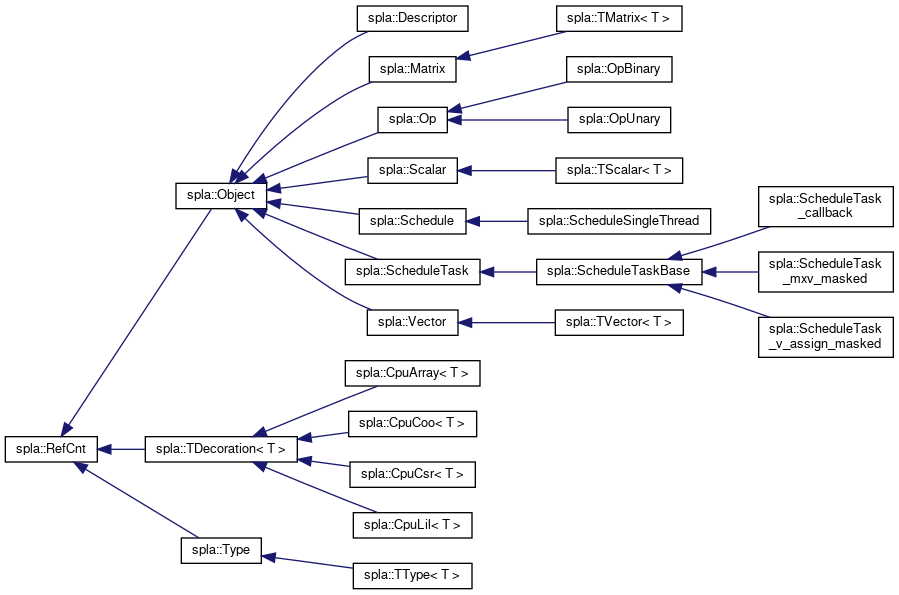 spla::Descriptor
spla::TMatrix< T >
spla::Matrix
spla::OpBinary
spla::Op
spla::OpUnary
spla::Scalar
spla::TScalar< T >
spla::Object
spla::Schedule
spla::ScheduleSingleThread
spla::ScheduleTask
_callback
spla::ScheduleTask
spla::ScheduleTaskBase
spla::ScheduleTask
_mxv_masked
spla::Vector
spla::TVector< T >
spla::ScheduleTask
_v_assign_masked
spla::CpuArray< T >
spla::CpuCoo< T >
spla::RefCnt
spla::TDecoration< T >
spla::CpuCsr< T >
spla::CpuLil< T >
spla::Type
spla::TType< T >